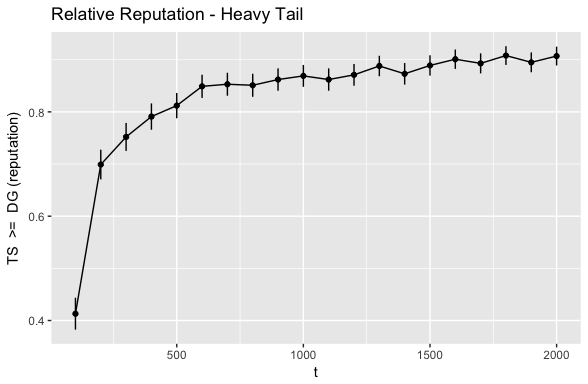 Relative Reputation - Heavy Tail
TS >= DG (reputation)
0.8
0.6
0.4
500
1000
1500
2000
t